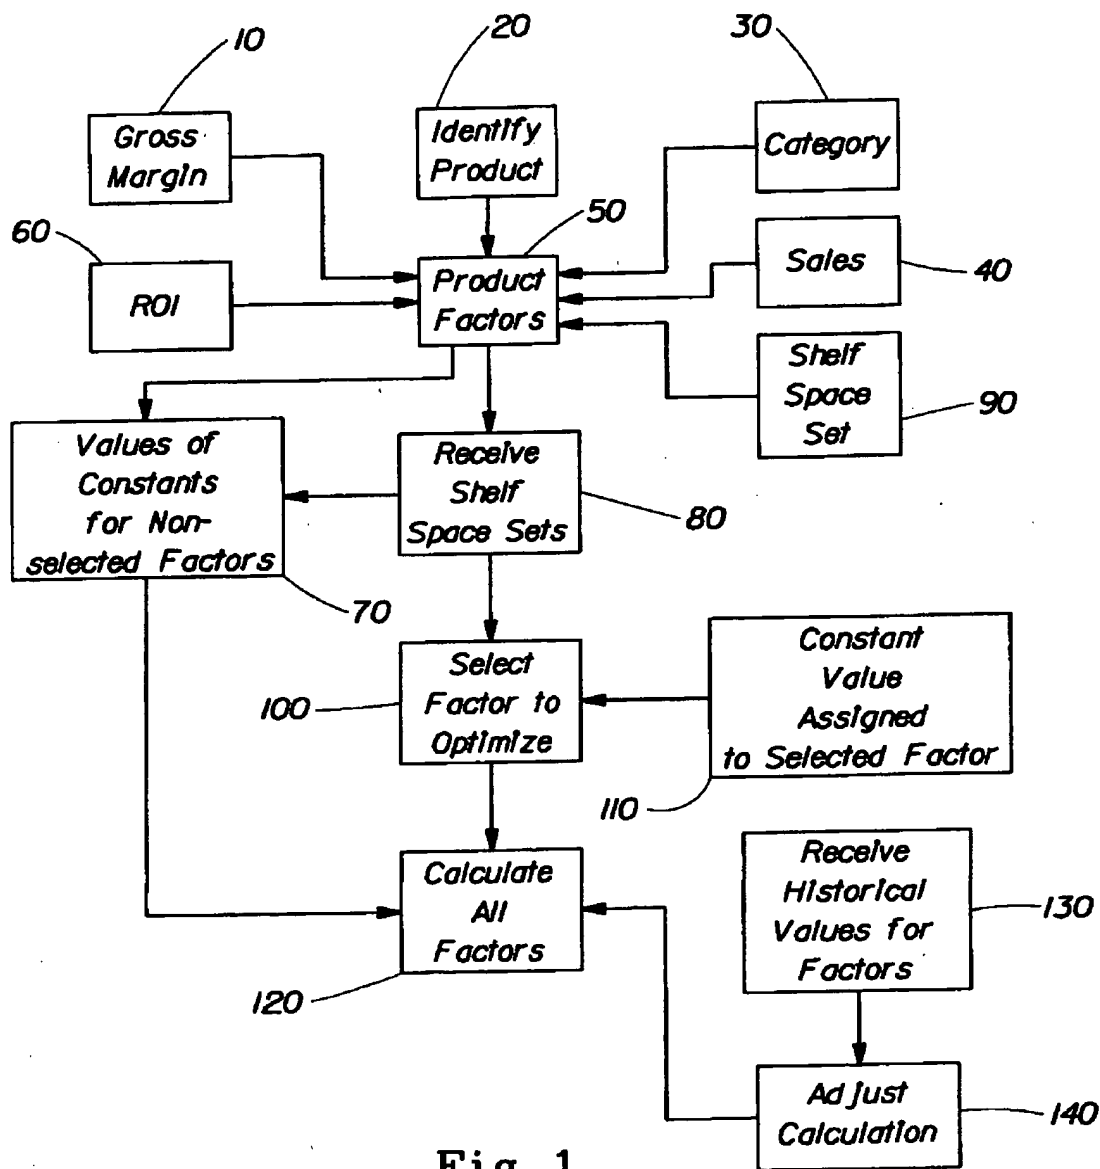 10
20
30
Gross
Margin
Identify
Product
Category
60
50
ROI
Product
Factors
Sales
40
Shelf
Space
Set
90
Values of
Constants
for Non-
selected Factors
70
Receive
Shelf
Space Sets
80
Select
Factor to
Optimize
100
Constant
Value
Assigned
to Selected Factor
110
Calculate
All
Factors
120
Receive
Historical
Values for
Factors
130
Adjust
Calculation
140
Fig. 1